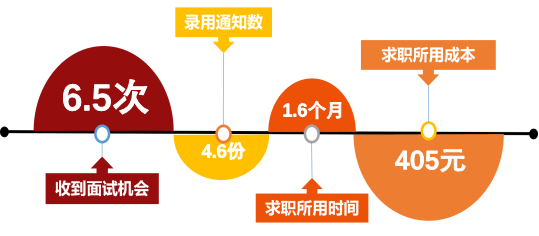 录用通知数
求职所用成本
6.5次
1.6个月
4.6份
405元
收到面试机会
求职所用时间